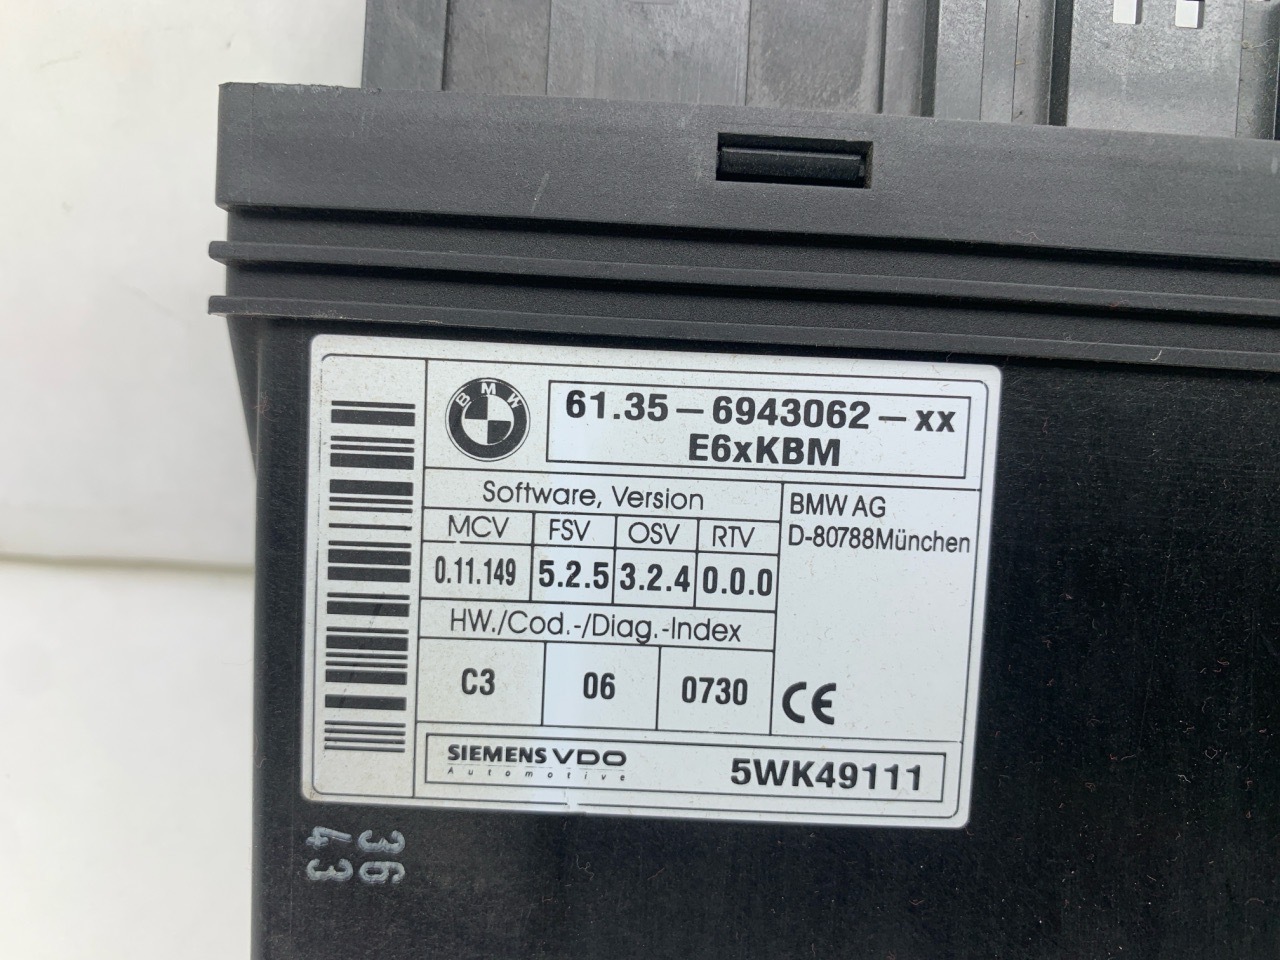 BMW
61.35-6943062-xx
E6xKBM
Software, Version
MCV FSV OSV RTV
0.11.149 5.2.5 3.2.4 0.0.0
HW./Cod.-/Diag.-Index
C3 06 0730
BMW AG
D-80788München
CE
SIEMENS VDO
Automotive
5WK49111
36
43